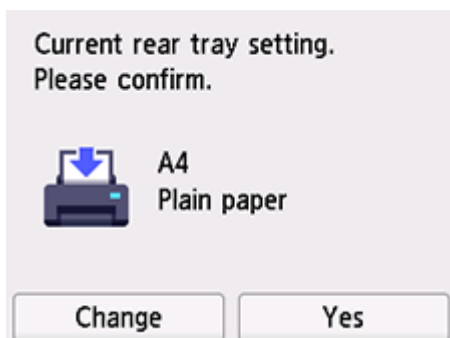 Current rear tray setting.
Please confirm.
A4
Plain paper
Change
Yes